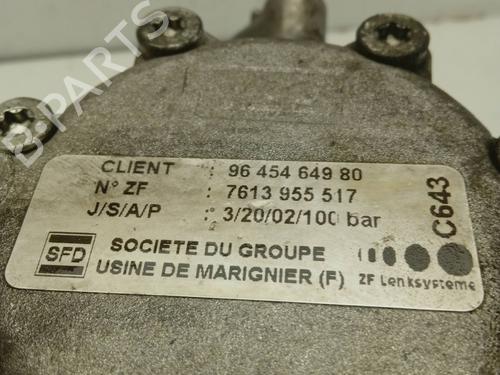 CLIENT : 96 454 649 80
N° ZF : 7613 955 517
J/S/A/P : 3/20/02/100 bar
SFD
SOCIETE DU GROUPE
USINE DE MARIGNIER (F)
C643
ZF Lenksysteme
B-PARTS